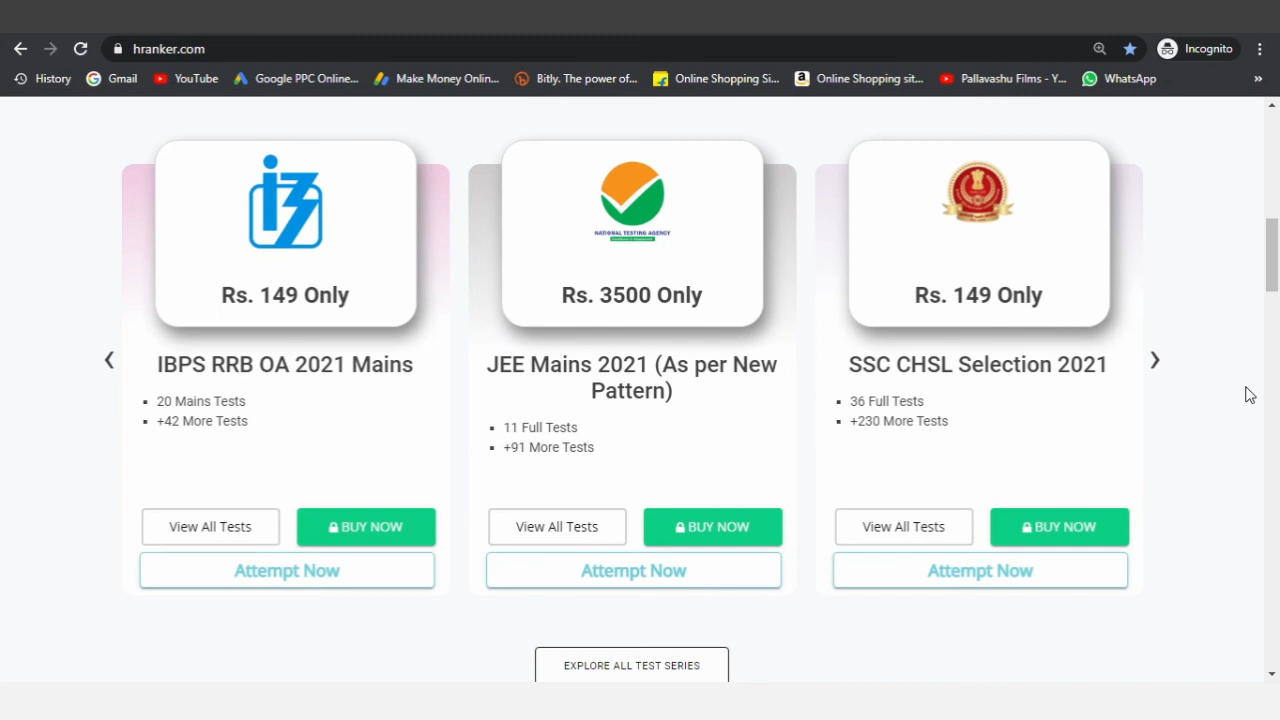 hranker.com
Incognito
History
Gmail
YouTube
Google PPC Online...
Make Money Onlin...
Bitly. The power of...
Online Shopping Si...
Online Shopping sit...
Pallavashu Films - Y...
WhatsApp
»
NATIONAL TESTING AGENCY
Rs. 149 Only
Rs. 3500 Only
Rs. 149 Only
IBPS RRB OA 2021 Mains
JEE Mains 2021 (As per New
Pattern)
SSC CHSL Selection 2021
20 Mains Tests
+42 More Tests
11 Full Tests
+91 More Tests
36 Full Tests
+230 More Tests
View All Tests
BUY NOW
View All Tests
BUY NOW
View All Tests
BUY NOW
Attempt Now
Attempt Now
Attempt Now
EXPLORE ALL TEST SERIES